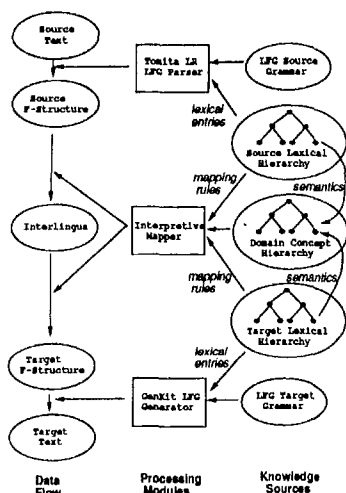 Source
Text
Tomita LR
LFG Parser
LFG Source
Grammar
Source
F-Structure
lexical
entries
Source Lexical
Hierarchy
mapping
rules
semantics
Interlingua
Interpretive
Mapper
Domain Concept
Hierarchy
mapping
rules
semantics
Target Lexical
Hierarchy
lexical
entries
Target
F-Structure
GenKit LFG
Generator
LFG Target
Grammar
Target
Text
Data
Flow
Processing
Modules
Knowledge
Sources